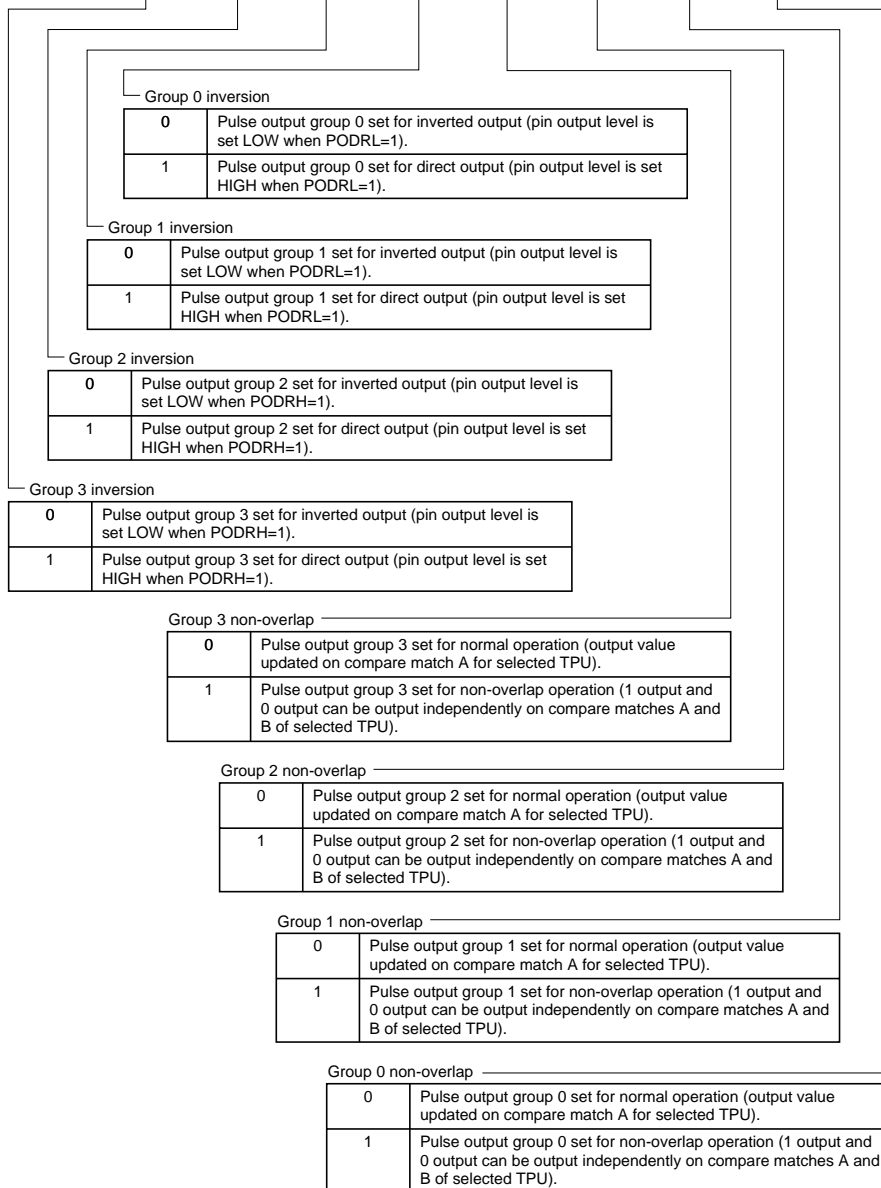 Group 0 inversion
0 Pulse output group 0 set for inverted output (pin output level is
set LOW when PODRL=1).
1 Pulse output group 0 set for direct output (pin output level is set
HIGH when PODRL=1).
Group 1 inversion
0 Pulse output group 1 set for inverted output (pin output level is
set LOW when PODRL=1).
1 Pulse output group 1 set for direct output (pin output level is set
HIGH when PODRL=1).
Group 2 inversion
0 Pulse output group 2 set for inverted output (pin output level is
set LOW when PODRH=1).
1 Pulse output group 2 set for direct output (pin output level is set
HIGH when PODRH=1).
Group 3 inversion
0 Pulse output group 3 set for inverted output (pin output level is
set LOW when PODRH=1).
1 Pulse output group 3 set for direct output (pin output level is set
HIGH when PODRH=1).
Group 3 non-overlap
0 Pulse output group 3 set for normal operation (output value
updated on compare match A for selected TPU).
1 Pulse output group 3 set for non-overlap operation (1 output and
0 output can be output independently on compare matches A and
B of selected TPU).
Group 2 non-overlap
0 Pulse output group 2 set for normal operation (output value
updated on compare match A for selected TPU).
1 Pulse output group 2 set for non-overlap operation (1 output and
0 output can be output independently on compare matches A and
B of selected TPU).
Group 1 non-overlap
0 Pulse output group 1 set for normal operation (output value
updated on compare match A for selected TPU).
1 Pulse output group 1 set for non-overlap operation (1 output and
0 output can be output independently on compare matches A and
B of selected TPU).
Group 0 non-overlap
0 Pulse output group 0 set for normal operation (output value
updated on compare match A for selected TPU).
1 Pulse output group 0 set for non-overlap operation (1 output and
0 output can be output independently on compare matches A and
B of selected TPU).